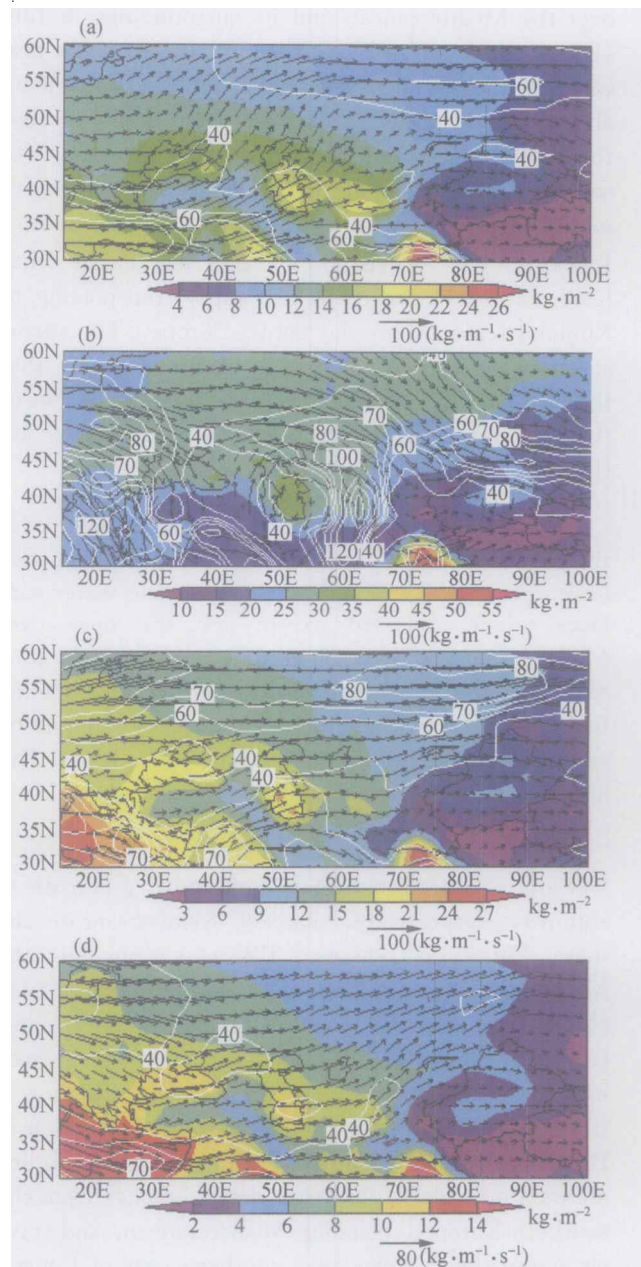 (a)
60N
55N
50N
45N
40N
35N
30N
60
40
40
40
60
60
40
20E 30E 40E 50E 60E 70E 80E 90E 100E
4 6 8 10 12 14 16 18 20 22 24 26 kg·m⁻²
100 (kg·m⁻¹·s⁻¹)
(b)
60N
55N
50N
45N
40N
35N
30N
70
60 70
80 40 80 60 80
70 100
40
120 60 40
120 40
20E 30E 40E 50E 60E 70E 80E 90E 100E
10 15 20 25 30 35 40 45 50 55 kg·m⁻²
100 (kg·m⁻¹·s⁻¹)
(c)
60N
55N
50N
45N
40N
35N
30N
80
70 80
60 70 40
60
40
40 40
70 70
20E 30E 40E 50E 60E 70E 80E 90E 100E
3 6 9 12 15 18 21 24 27 kg·m⁻²
100 (kg·m⁻¹·s⁻¹)
(d)
60N
55N
50N
45N
40N
35N
30N
40
40
40
40
70
20E 30E 40E 50E 60E 70E 80E 90E 100E
2 4 6 8 10 12 14 kg·m⁻²
80 (kg·m⁻¹·s⁻¹)